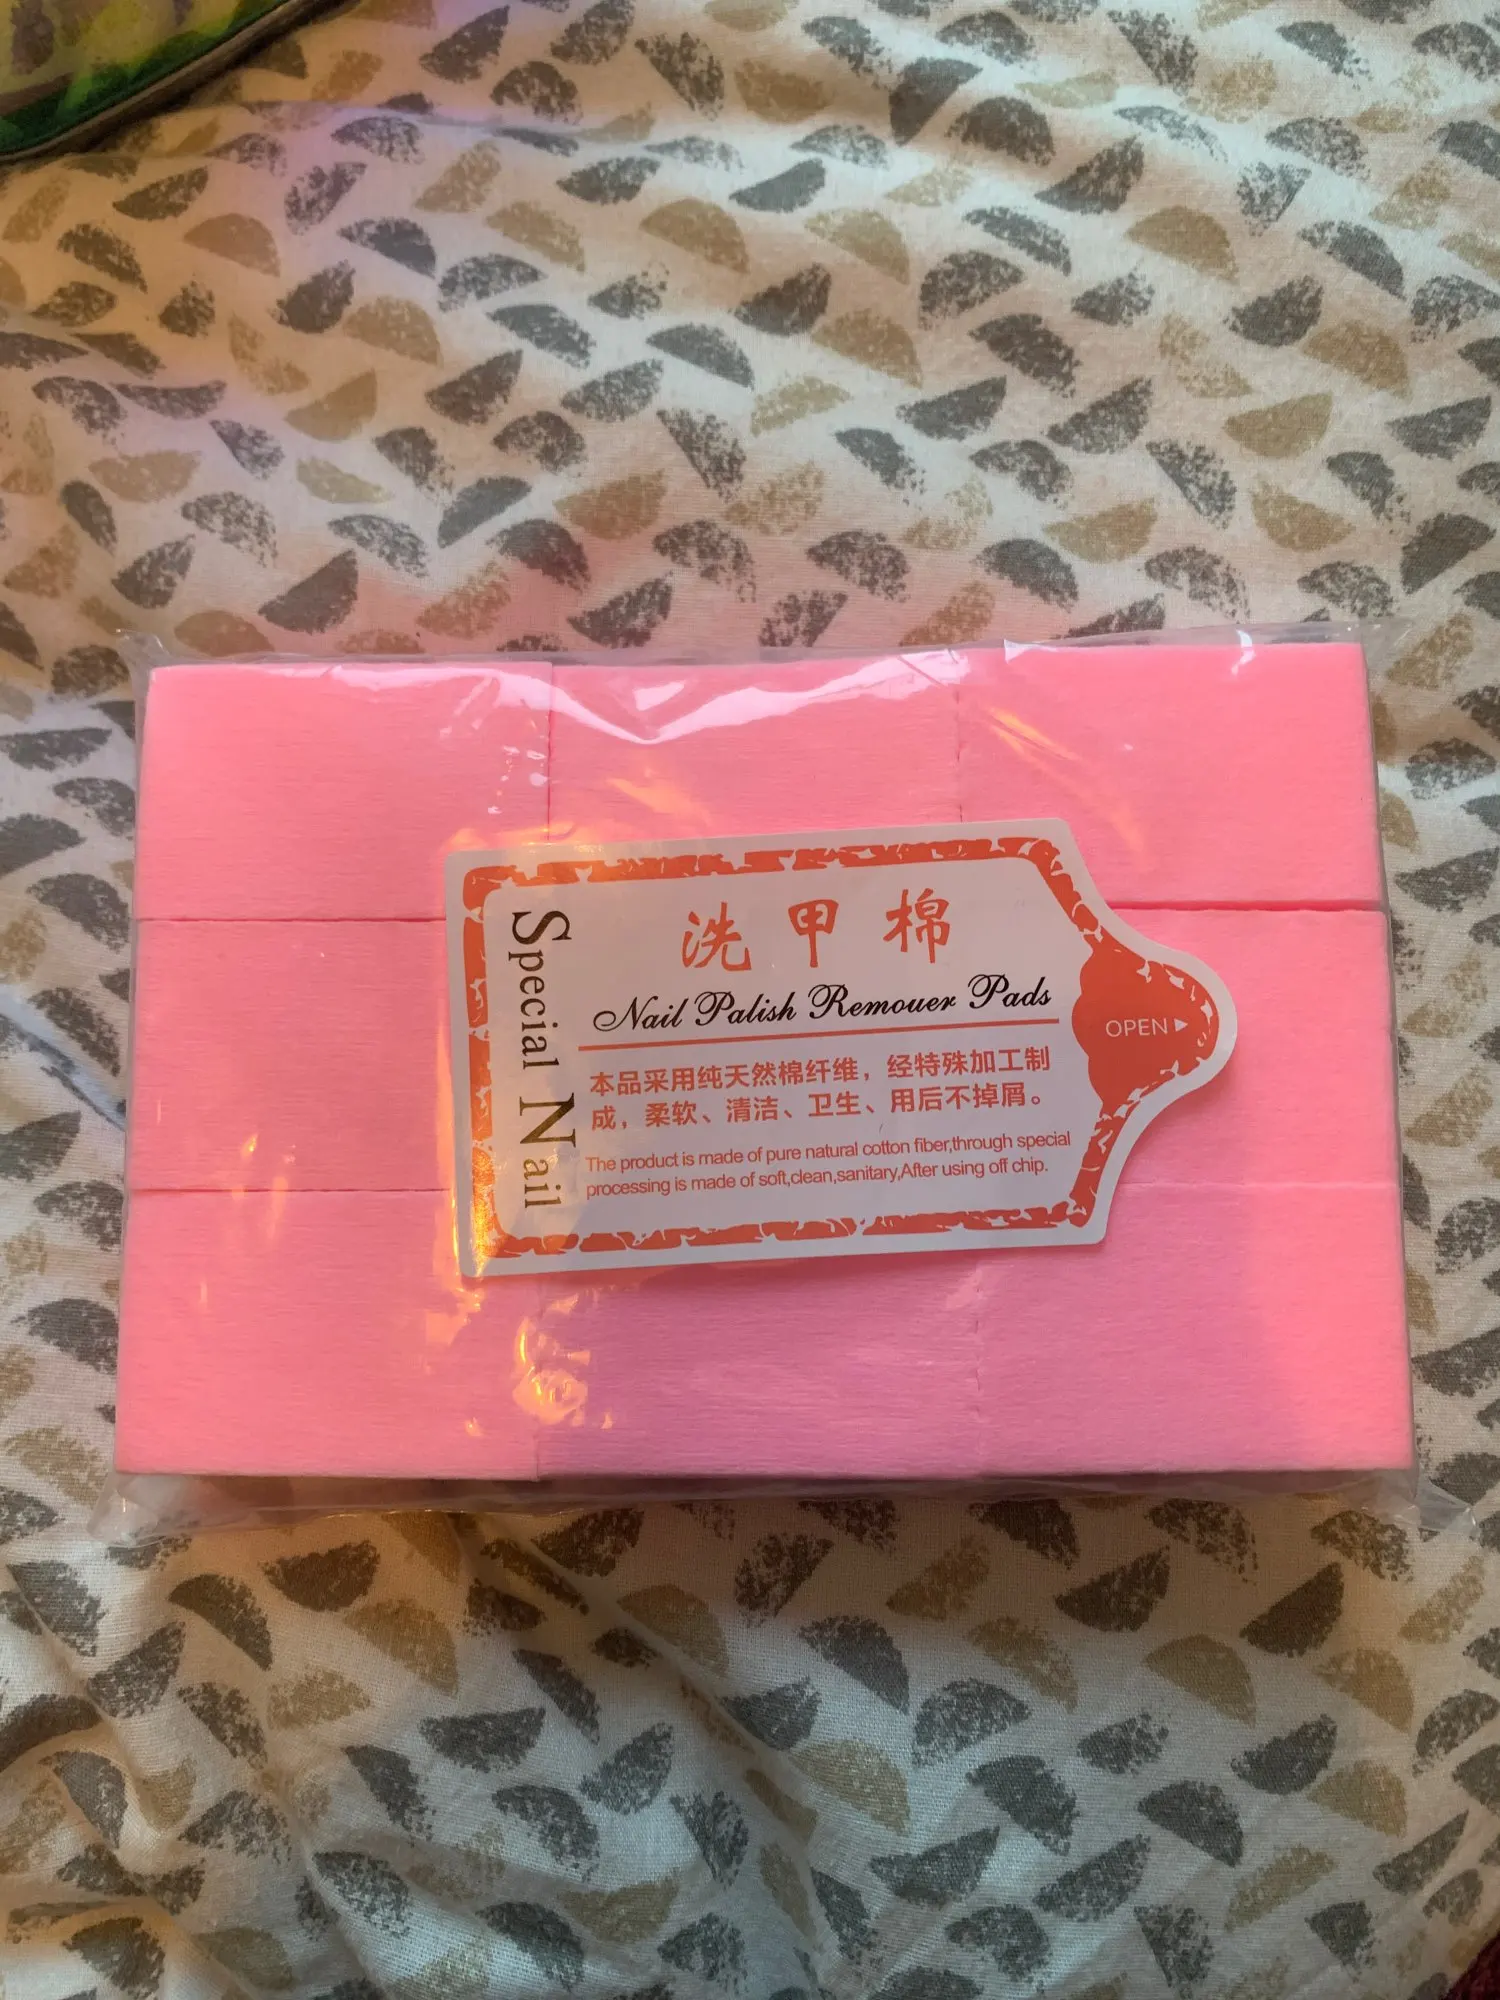 Special Nail
洗甲棉
Nail Palish Remouer Pads
OPEN
本品采用纯天然棉纤维，经特殊加工制
成，柔软、清洁、卫生、用后不掉屑。
The product is made of pure natural cotton fiber,through special
processing is made of soft,clean,sanitary,After using off chip.